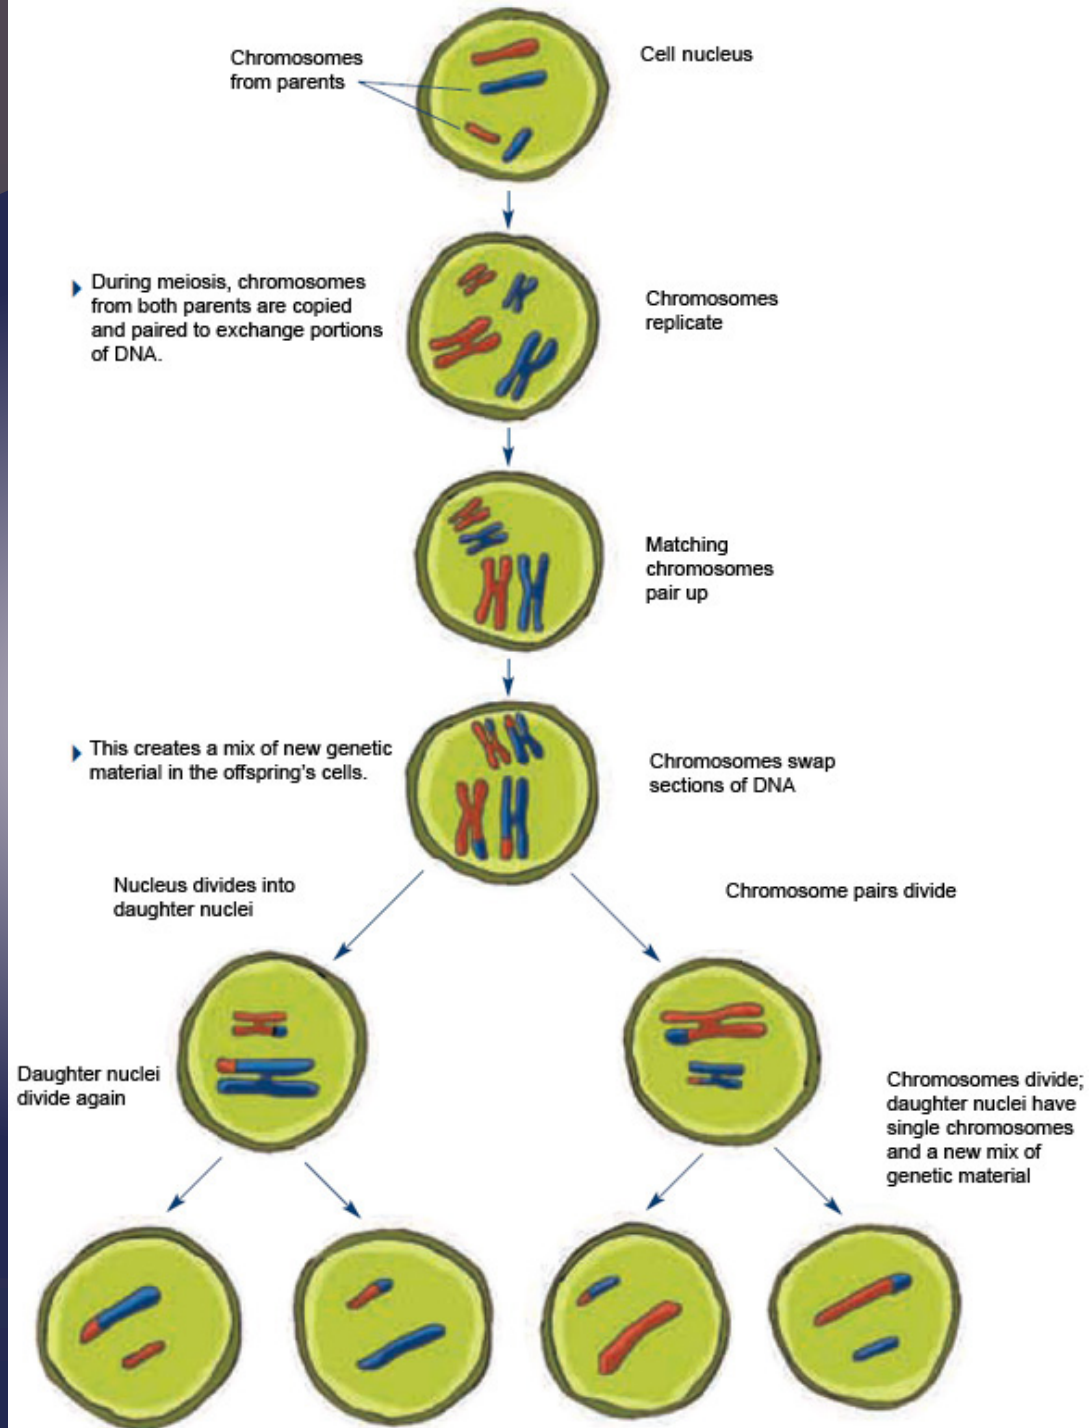 Chromosomes
from parents
Cell nucleus
During meiosis, chromosomes
from both parents are copied
and paired to exchange portions
of DNA.
Chromosomes
replicate
Matching
chromosomes
pair up
This creates a mix of new genetic
material in the offspring's cells.
Chromosomes swap
sections of DNA
Nucleus divides into
daughter nuclei
Chromosome pairs divide
Daughter nuclei
divide again
Chromosomes divide;
daughter nuclei have
single chromosomes
and a new mix of
genetic material